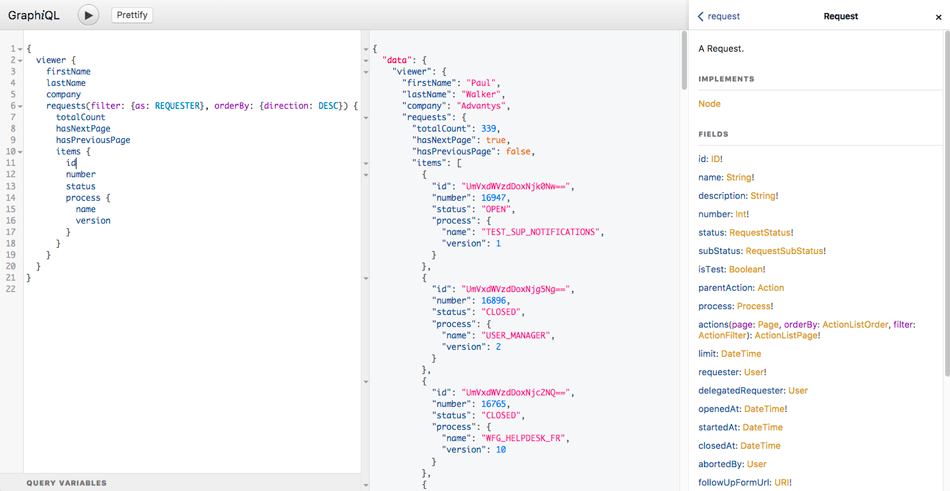 GraphiQL
Prettify
1 {
2 viewer {
3 firstName
4 lastName
5 company
6 requests(filter: {as: REQUESTER}, orderBy: {direction: DESC}) {
7 totalCount
8 hasNextPage
9 hasPreviousPage
10 items {
11 id
12 number
13 status
14 process {
15 name
16 version
17 }
18 }
19 }
20 }
21 }
22
QUERY VARIABLES
{
"data": {
"viewer": {
"firstName": "Paul",
"lastName": "Walker",
"company": "Advantys",
"requests": {
"totalCount": 339,
"hasNextPage": true,
"hasPreviousPage": false,
"items": [
{
"id": "UmVxdWVzdDoxNjk0Nw==",
"number": 16947,
"status": "OPEN",
"process": {
"name": "TEST_SUP_NOTIFICATIONS",
"version": 1
}
},
{
"id": "UmVxdWVzdDoxNjg5Ng==",
"number": 16896,
"status": "CLOSED",
"process": {
"name": "USER_MANAGER",
"version": 2
}
},
{
"id": "UmVxdWVzdDoxNjc2NQ==",
"number": 16765,
"status": "CLOSED",
"process": {
"name": "WFG_HELPDESK_FR",
"version": 10
}
},
{
request
Request
×
A Request.
IMPLEMENTS
Node
FIELDS
id: ID!
name: String!
description: String!
number: Int!
status: RequestStatus!
subStatus: RequestSubStatus!
isTest: Boolean!
parentAction: Action
process: Process!
actions(page: Page, orderBy: ActionListOrder, filter:
ActionFilter): ActionListPage!
limit: DateTime
requester: User!
delegatedRequester: User
openedAt: DateTime!
startedAt: DateTime
closedAt: DateTime
abortedBy: User
followUpFormUrl: URI!